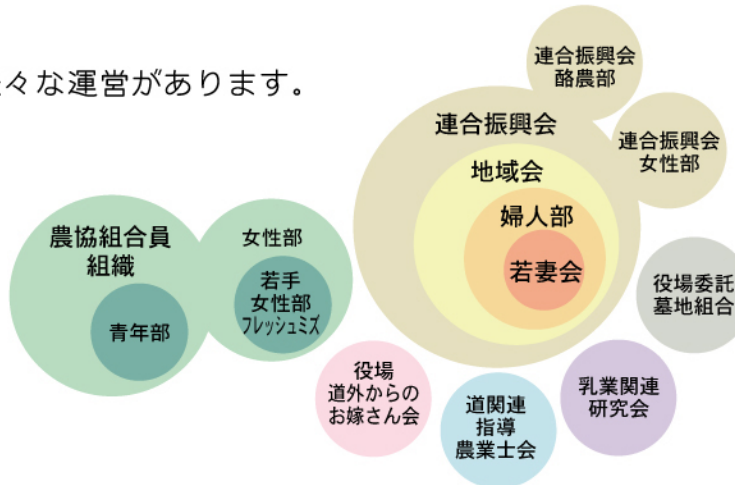 々な運営があります。
連合振興会
酪農部
連合振興会
連合振興会
女性部
地域会
農協組合員
組織
女性部
婦人部
若手
女性部
フレッシュミズ
若妻会
青年部
役場委託
墓地組合
役場
道外からの
お嫁さん会
道関連
指導
農業士会
乳業関連
研究会